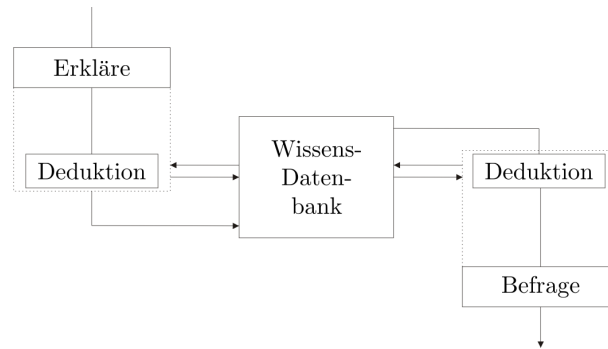 Erkläre
Deduktion
Wissens-
Daten-
bank
Deduktion
Befrage